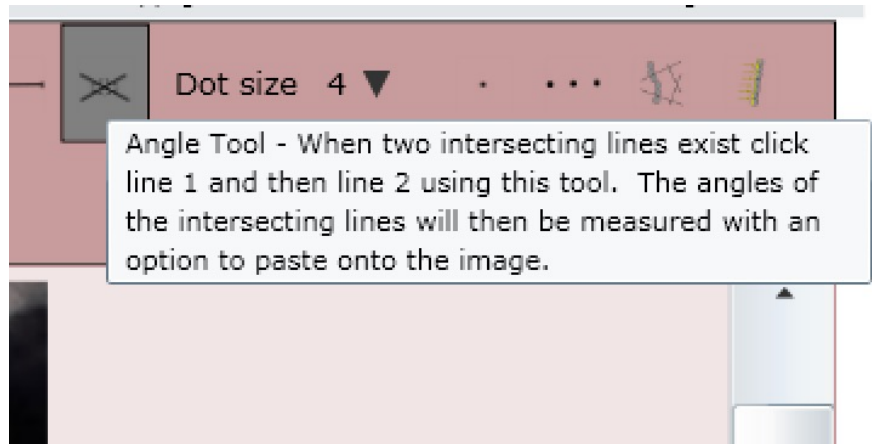 Dot size 4 ▼
Angle Tool - When two intersecting lines exist click
line 1 and then line 2 using this tool.  The angles of
the intersecting lines will then be measured with an
option to paste onto the image.